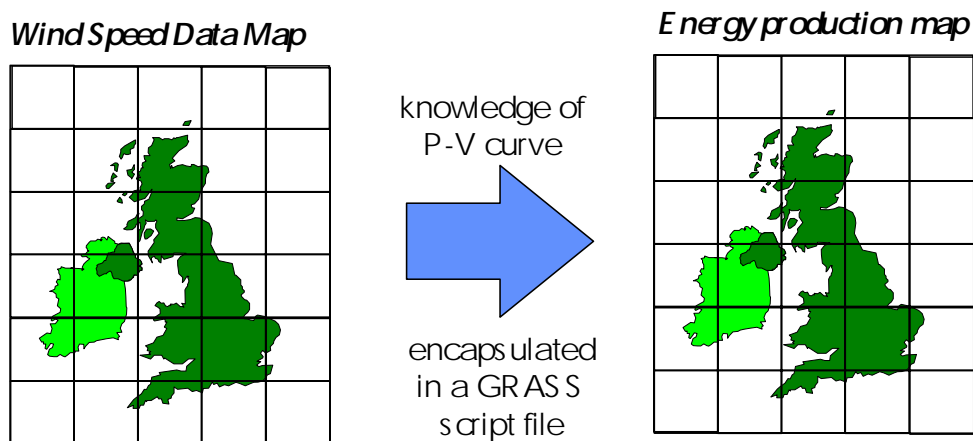 Wind Speed Data Map
Energy production map
knowledge of
P-V curve
encapsulated
in a GRASS
script file